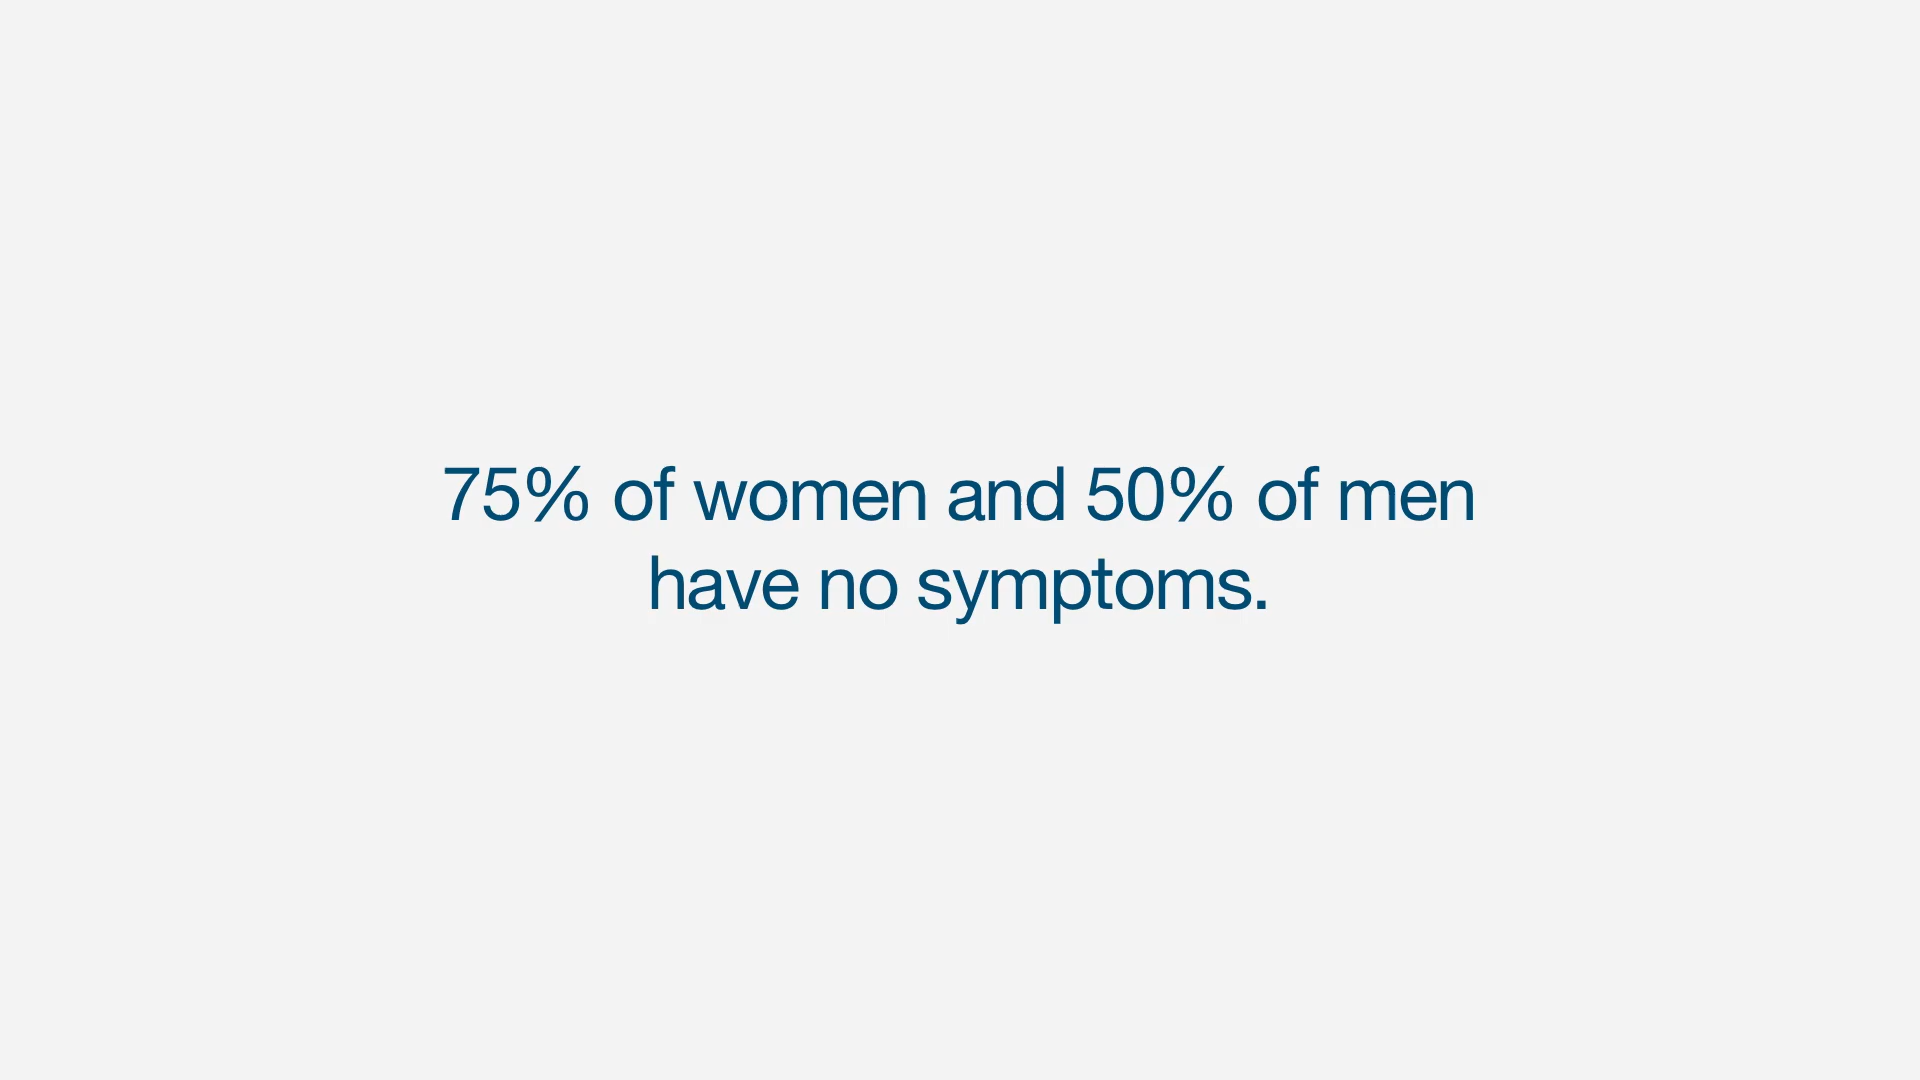 75% of women and 50% of men
have no symptoms.